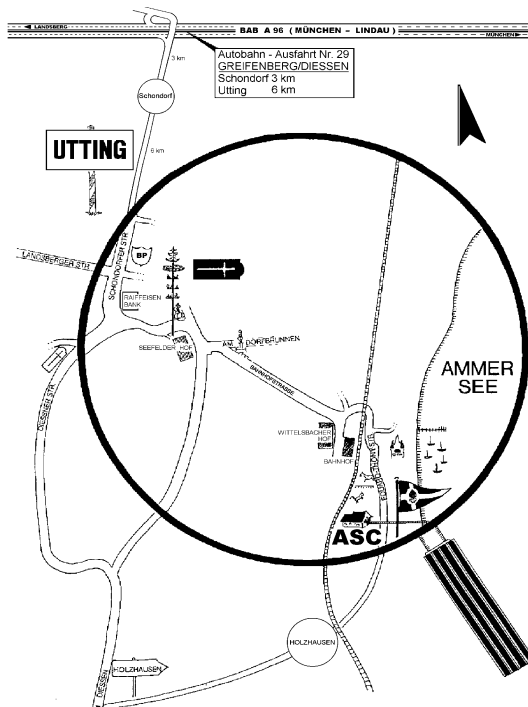 LANDSBERG
BAB A 96 (MÜNCHEN - LINDAU)
MÜNCHEN
Autobahn - Ausfahrt Nr. 29
GREIFENBERG/DIESSEN
Schondorf 3 km
Utting 6 km
3 km
Schondorf
6 km
UTTING
LANDSBERGER STR.
SCHONDORFER STR
BP
RAIFFEISEN
BANK
SEEFELDER HOF
AM DORFBRUNNEN
BAHNHOFSTRASSE
DIESSNER STR.
AMMER
SEE
WITTELSBACHER
HOF
BAHNHOF
ASC
HOLZHAUSEN
HOLZHAUSEN
DIESSEN